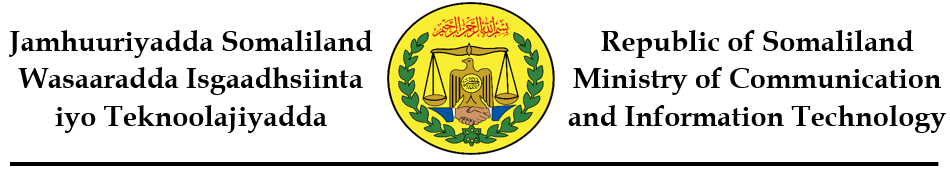 Jamhuuriyadda Somaliland
Wasaaradda Isgaadhsiinta
iyo Teknoolajiyadda
بسم الله الرحمن الرحيم
Republic of Somaliland
Ministry of Communication
and Information Technology